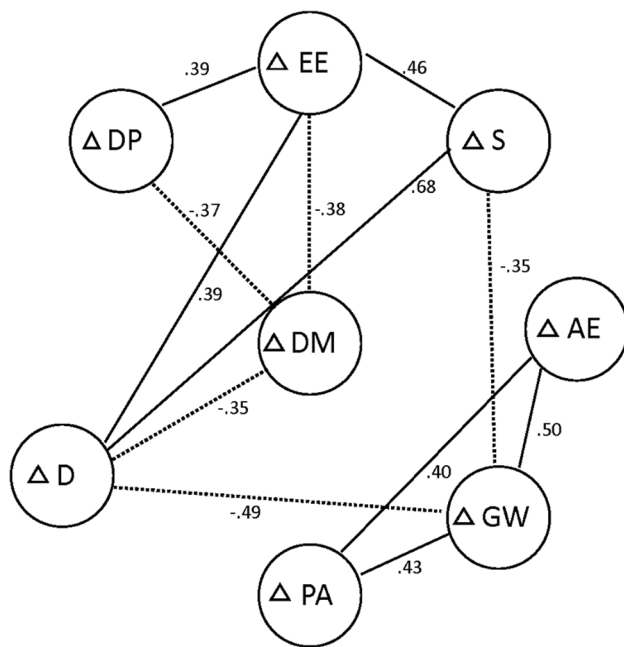 △ EE
.39
.46
△ DP
△ S
.68
-.37
-.38
-.35
.39
△ AE
△ DM
-.35
.50
△ D
.40
-.49
△ GW
.43
△ PA